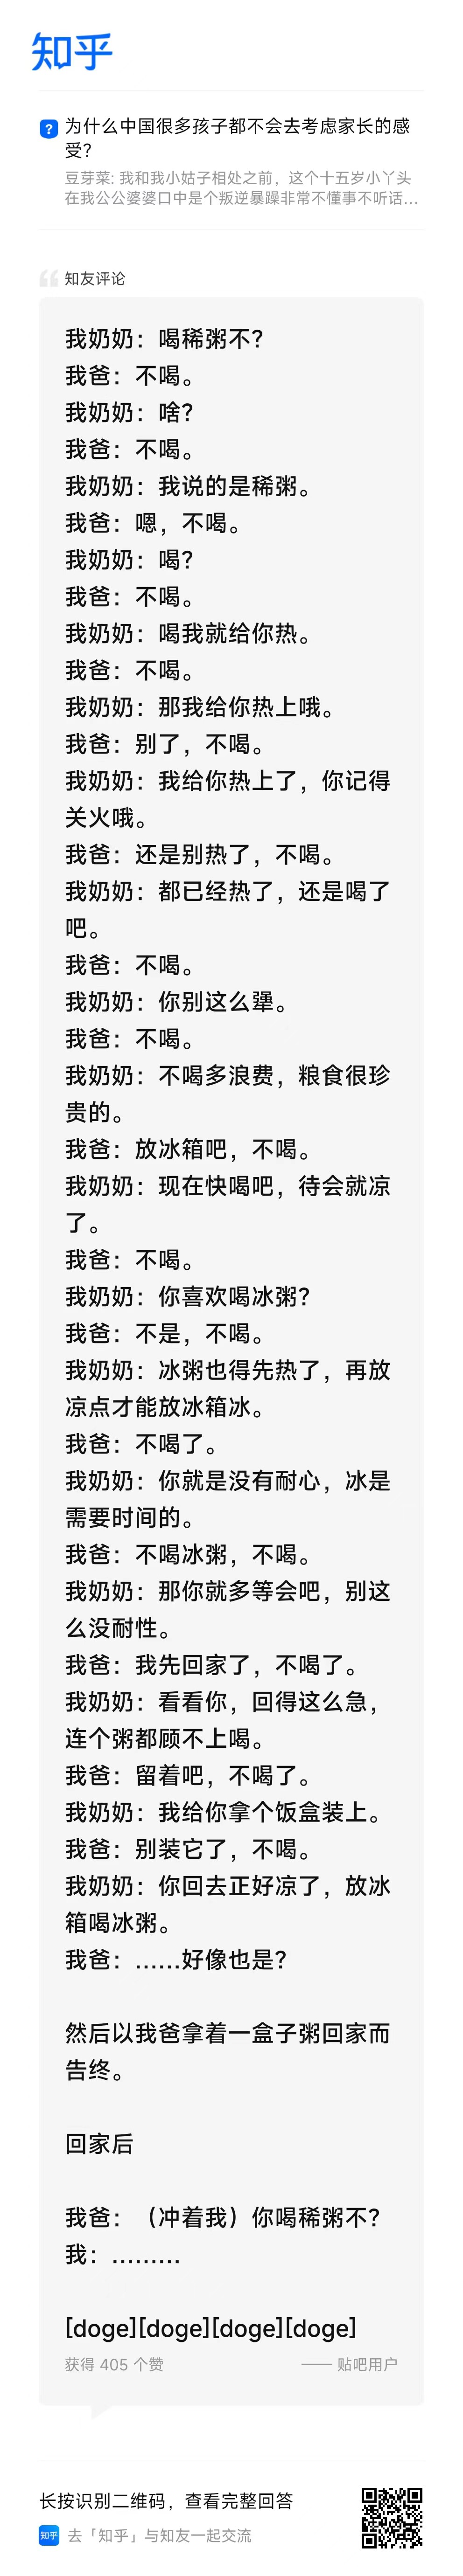 知乎
为什么中国很多孩子都不会去考虑家长的感
受？
豆芽菜: 我和我小姑子相处之前，这个十五岁小丫头
在我公公婆婆口中是个叛逆暴躁非常不懂事不听话...
知友评论
我奶奶：喝稀粥不？
我爸：不喝。
我奶奶：啥？
我爸：不喝。
我奶奶：我说的是稀粥。
我爸：嗯，不喝。
我奶奶：喝？
我爸：不喝。
我奶奶：喝我就给你热。
我爸：不喝。
我奶奶：那我给你热上哦。
我爸：别了，不喝。
我奶奶：我给你热上了，你记得
关火哦。
我爸：还是别热了，不喝。
我奶奶：都已经热了，还是喝了
吧。
我爸：不喝。
我奶奶：你别这么犟。
我爸：不喝。
我奶奶：不喝多浪费，粮食很珍
贵的。
我爸：放冰箱吧，不喝。
我奶奶：现在快喝吧，待会就凉
了。
我爸：不喝。
我奶奶：你喜欢喝冰粥？
我爸：不是，不喝。
我奶奶：冰粥也得先热了，再放
凉点才能放冰箱冰。
我爸：不喝了。
我奶奶：你就是没有耐心，冰是
需要时间的。
我爸：不喝冰粥，不喝。
我奶奶：那你就多等会吧，别这
么没耐性。
我爸：我先回家了，不喝了。
我奶奶：看看你，回得这么急，
连个粥都顾不上喝。
我爸：留着吧，不喝了。
我奶奶：我给你拿个饭盒装上。
我爸：别装它了，不喝。
我奶奶：你回去正好凉了，放冰
箱喝冰粥。
我爸：……好像也是？
然后以我爸拿着一盒子粥回家而
告终。
回家后
我爸：（冲着我）你喝稀粥不？
我：………
[doge][doge][doge][doge]
获得 405 个赞 —— 贴吧用户
长按识别二维码，查看完整回答
知乎 去「知乎」与知友一起交流